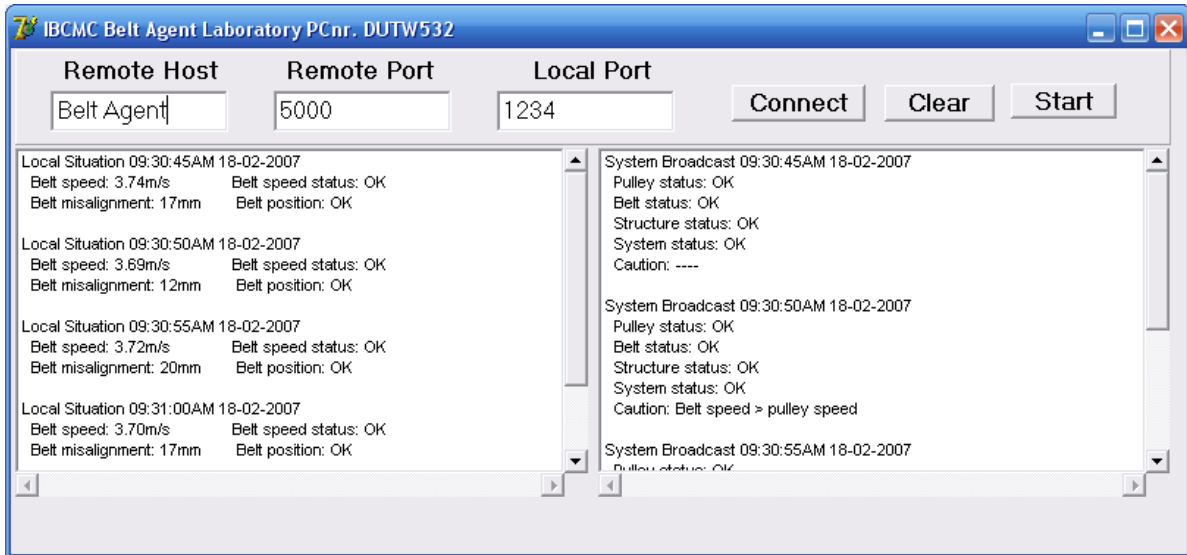 IBCMC Belt Agent Laboratory PCnr. DUTW532
Remote Host Remote Port Local Port
Belt Agent 5000 1234 Connect Clear Start
Local Situation 09:30:45AM 18-02-2007
Belt speed: 3.74m/s Belt speed status: OK
Belt misalignment: 17mm Belt position: OK
Local Situation 09:30:50AM 18-02-2007
Belt speed: 3.69m/s Belt speed status: OK
Belt misalignment: 12mm Belt position: OK
Local Situation 09:30:55AM 18-02-2007
Belt speed: 3.72m/s Belt speed status: OK
Belt misalignment: 20mm Belt position: OK
Local Situation 09:31:00AM 18-02-2007
Belt speed: 3.70m/s Belt speed status: OK
Belt misalignment: 17mm Belt position: OK
System Broadcast 09:30:45AM 18-02-2007
Pulley status: OK
Belt status: OK
Structure status: OK
System status: OK
Caution: ----
System Broadcast 09:30:50AM 18-02-2007
Pulley status: OK
Belt status: OK
Structure status: OK
System status: OK
Caution: Belt speed > pulley speed
System Broadcast 09:30:55AM 18-02-2007
Pulley status: OK